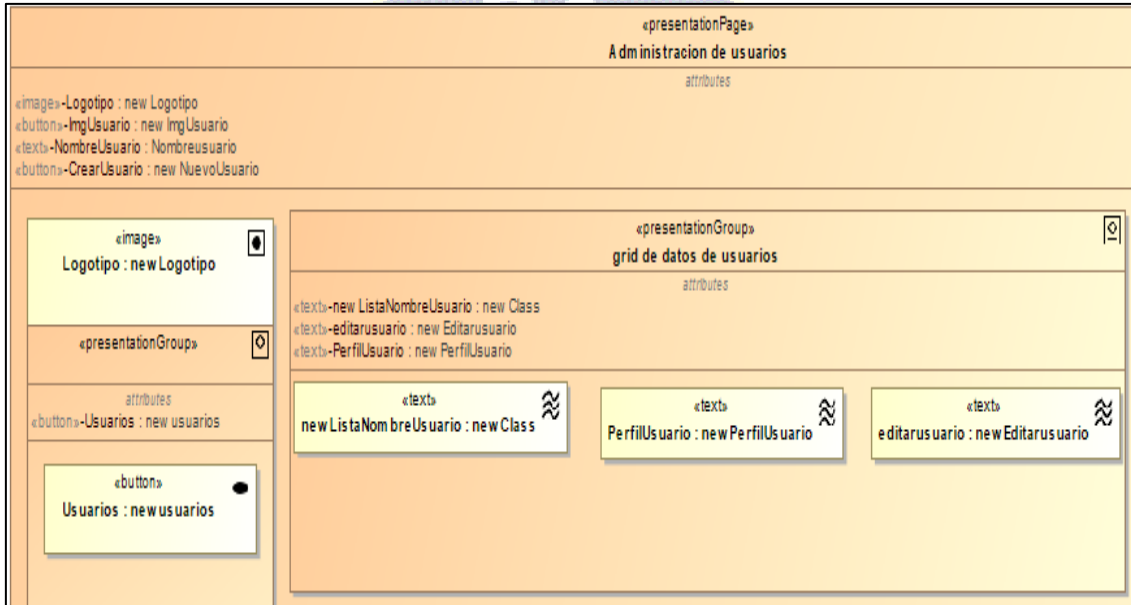 «presentationPage»
Administracion de usuarios
attributes
«image»-Logotipo : new Logotipo
«button»-ImgUsuario : new ImgUsuario
«text»-NombreUsuario : Nombreusuario
«button»-CrearUsuario : new NuevoUsuario
«image»
Logotipo : new Logotipo
«presentationGroup»
attributes
«button»-Usuarios : new usuarios
«button»
Usuarios : new usuarios
«presentationGroup»
grid de datos de usuarios
attributes
«text»-new ListaNombreUsuario : new Class
«text»-editarusuario : new Editarusuario
«text»-PerfilUsuario : new PerfilUsuario
«text»
new ListaNombreUsuario : new Class
«text»
PerfilUsuario : new PerfilUsuario
«text»
editarusuario : new Editarusuario